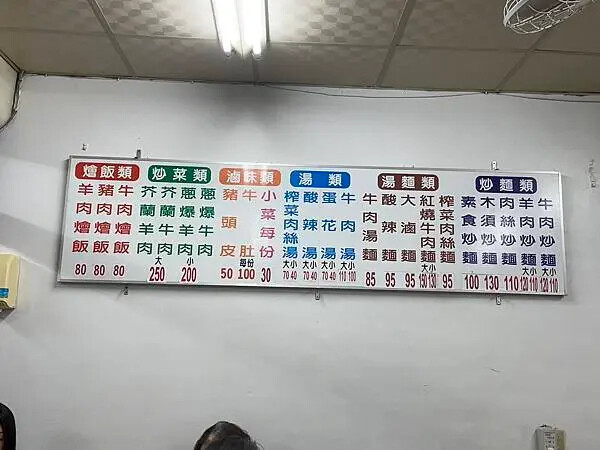 燴飯類
羊肉燴飯
豬肉燴飯
牛肉燴飯
80 80 80
炒菜類
芥蘭羊肉
芥蘭牛肉
蔥爆羊肉
蔥爆牛肉
大 小
250 200
滷味類
豬頭皮
50
牛肚
每份
100
小菜每份
30
湯類
榨菜肉絲湯
酸辣湯
蛋花湯
牛肉湯
大小 大小 大小
70 40 70 40 110 100
湯麵類
牛肉湯麵
85
酸辣麵
95
大滷麵
95
紅燒牛肉麵
大小
150 130
榨菜肉絲麵
95
炒麵類
素食炒麵
100
木須炒麵
130
肉絲炒麵
110
羊肉炒麵
大小
120 110
牛肉炒麵
大小
120 110